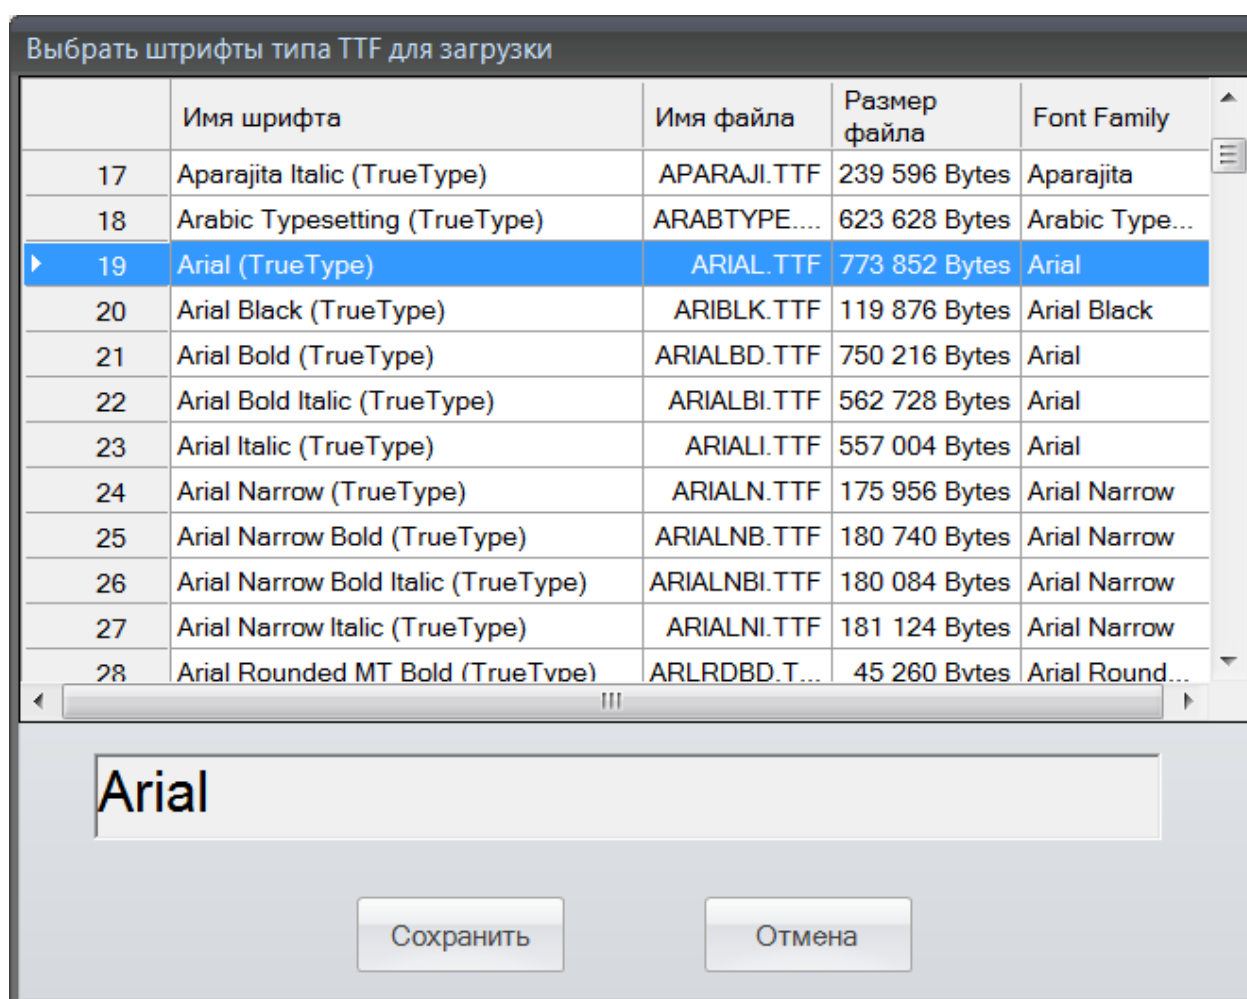 Выбрать штрифты типа TTF для загрузки
Имя шрифта Имя файла Размер файла Font Family
17 Aparajita Italic (TrueType) APARAJI.TTF 239 596 Bytes Aparajita
18 Arabic Typesetting (TrueType) ARABTYPE.... 623 628 Bytes Arabic Type...
19 Arial (TrueType) ARIAL.TTF 773 852 Bytes Arial
20 Arial Black (TrueType) ARIBLK.TTF 119 876 Bytes Arial Black
21 Arial Bold (TrueType) ARIALBD.TTF 750 216 Bytes Arial
22 Arial Bold Italic (TrueType) ARIALBI.TTF 562 728 Bytes Arial
23 Arial Italic (TrueType) ARIALI.TTF 557 004 Bytes Arial
24 Arial Narrow (TrueType) ARIALN.TTF 175 956 Bytes Arial Narrow
25 Arial Narrow Bold (TrueType) ARIALNB.TTF 180 740 Bytes Arial Narrow
26 Arial Narrow Bold Italic (TrueType) ARIALNBI.TTF 180 084 Bytes Arial Narrow
27 Arial Narrow Italic (TrueType) ARIALNI.TTF 181 124 Bytes Arial Narrow
28 Arial Rounded MT Bold (TrueType) ARLRDBD.T... 45 260 Bytes Arial Round...
Arial
Сохранить Отмена